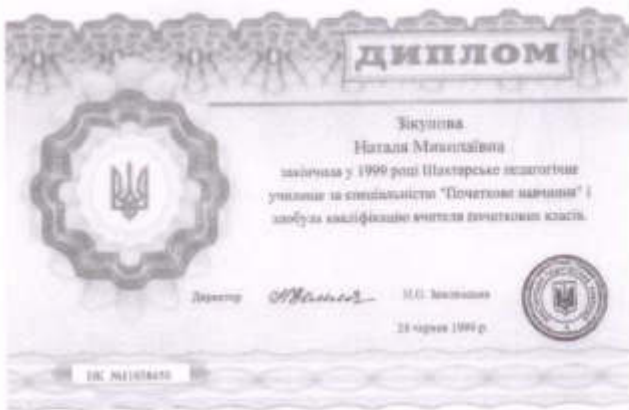 ДИПЛОМ
Зікунова
Наталя Миколаївна
закінчила у 1999 році Шахтарське педагогічне
училище за спеціальністю "Початкове навчання" і
здобула кваліфікацію вчителя початкових класів.
Директор Н.О.
24 червня 1999 р.